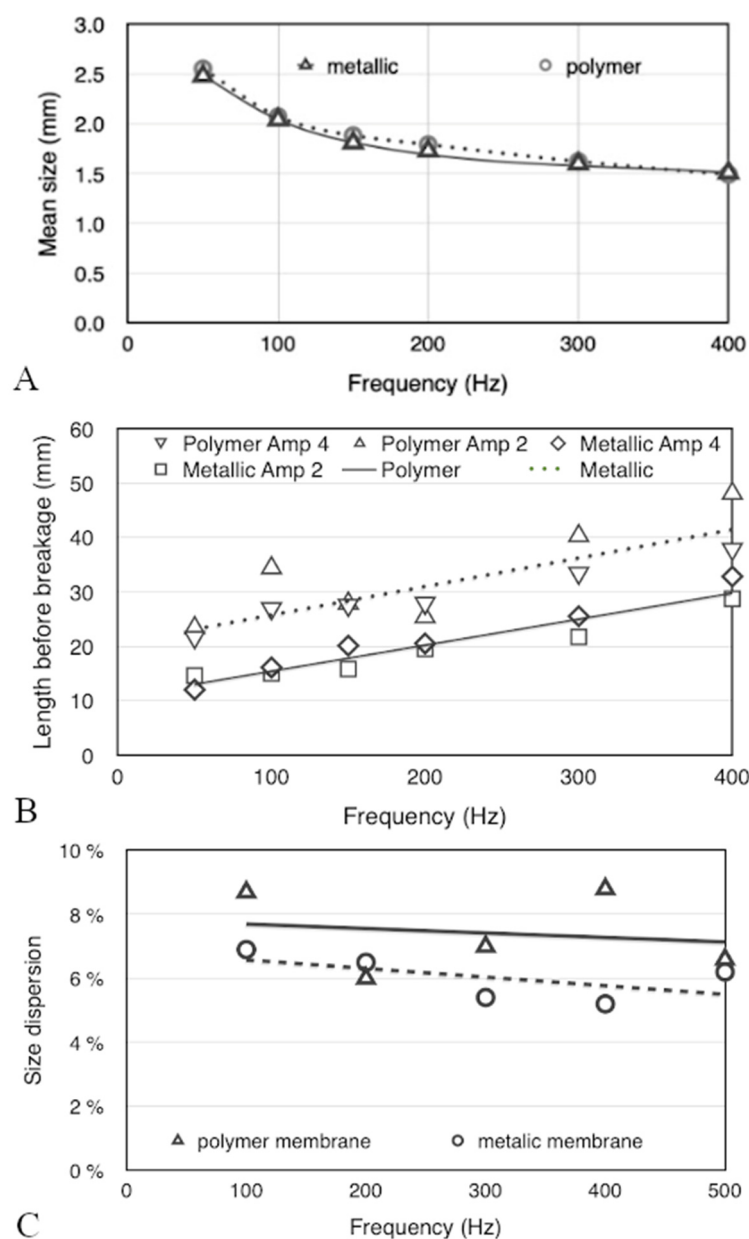 3.0
metallic polymer
2.5
2.0
1.5
1.0
0.5
0.0
0 100 200 300 400
Mean size (mm)
Frequency (Hz)
A
60
Polymer Amp 4 Polymer Amp 2 Metallic Amp 4
Metallic Amp 2 Polymer Metallic
50
40
30
20
10
0
0 100 200 300 400
Length before breakage (mm)
Frequency (Hz)
B
10 %
8 %
6 %
4 %
2 %
polymer membrane metalic membrane
0 %
0 100 200 300 400 500
Size dispersion
Frequency (Hz)
C